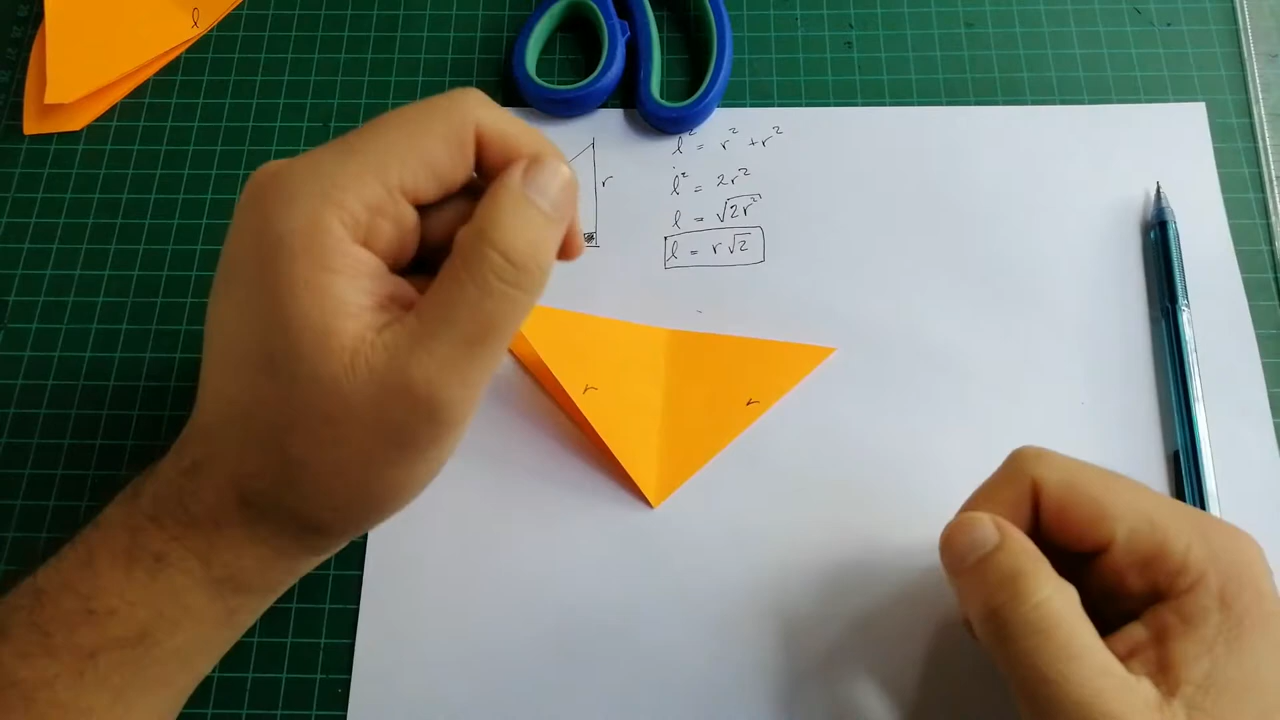 l
r
l² = r² + r²
l² = 2r²
l = √2r²
l = r√2
r
r